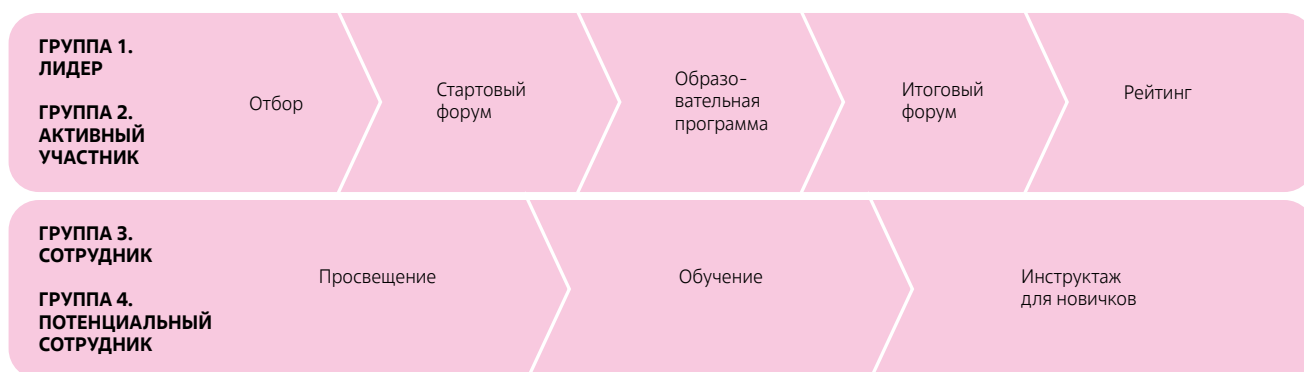 ГРУППА 1.
ЛИДЕР
ГРУППА 2.
АКТИВНЫЙ
УЧАСТНИК
Отбор
Стартовый
форум
Образо-
вательная
программа
Итоговый
форум
Рейтинг
ГРУППА 3.
СОТРУДНИК
ГРУППА 4.
ПОТЕНЦИАЛЬНЫЙ
СОТРУДНИК
Просвещение
Обучение
Инструктаж
для новичков